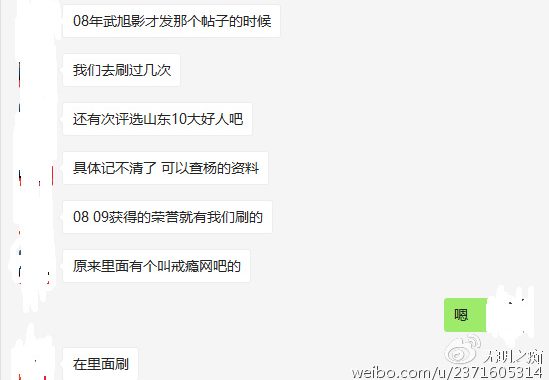 08年武旭影才发那个帖子的时候
我们去刷过几次
还有次评选山东10大好人吧
具体记不清了 可以查杨的资料
08 09获得的荣誉就有我们刷的
原来里面有个叫戒瘾网吧的
嗯
在里面刷
大明之痴
weibo.com/u/2371605314